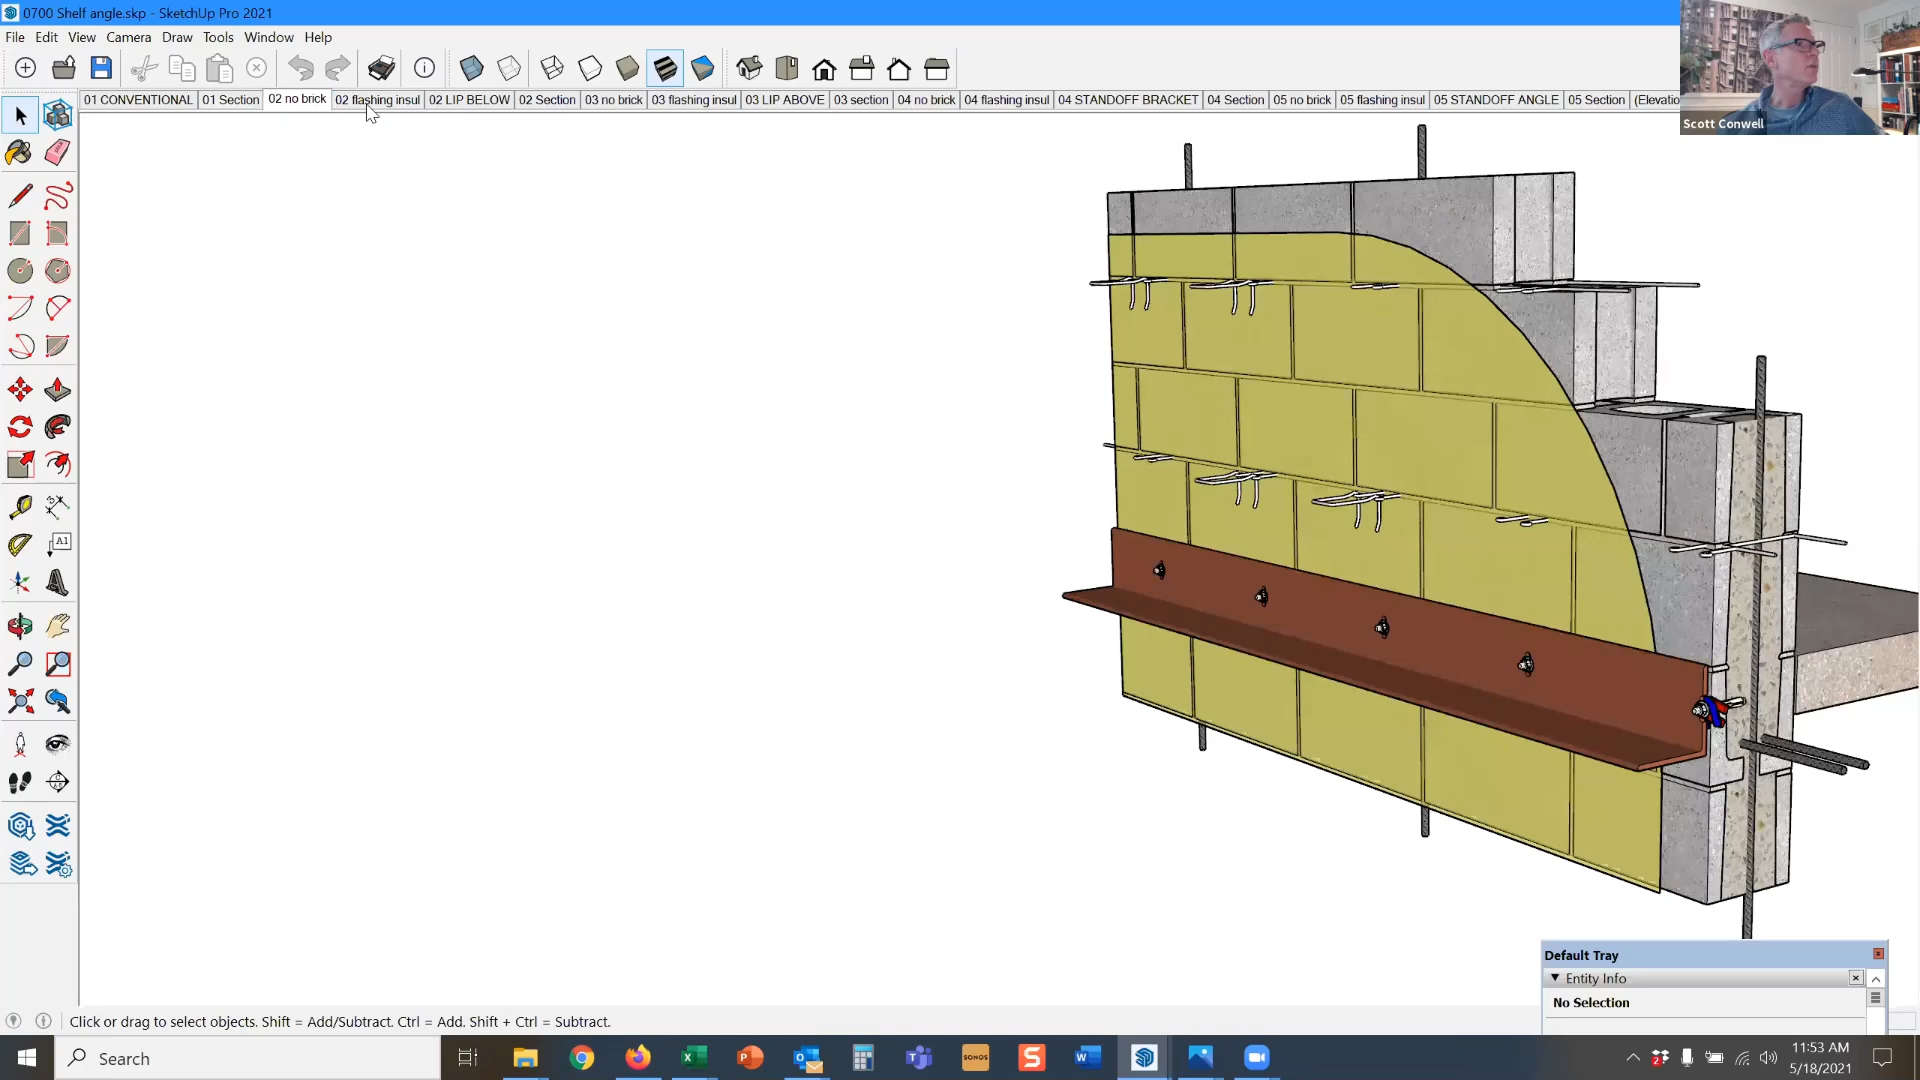 0700 Shelf angle.skp - SketchUp Pro 2021
File Edit View Camera Draw Tools Window Help
01 CONVENTIONAL 01 Section 02 no brick 02 flashing insul 02 LIP BELOW 02 Section 03 no brick 03 flashing insul 03 LIP ABOVE 03 section 04 no brick 04 flashing insul 04 STANDOFF BRACKET 04 Section 05 no brick 05 flashing insul 05 STANDOFF ANGLE 05 Section (Elevatio
Scott Conwell
A1
Default Tray
Entity Info
No Selection
Click or drag to select objects. Shift = Add/Subtract. Ctrl = Add. Shift + Ctrl = Subtract.
Search
SONOS
11:53 AM
5/18/2021